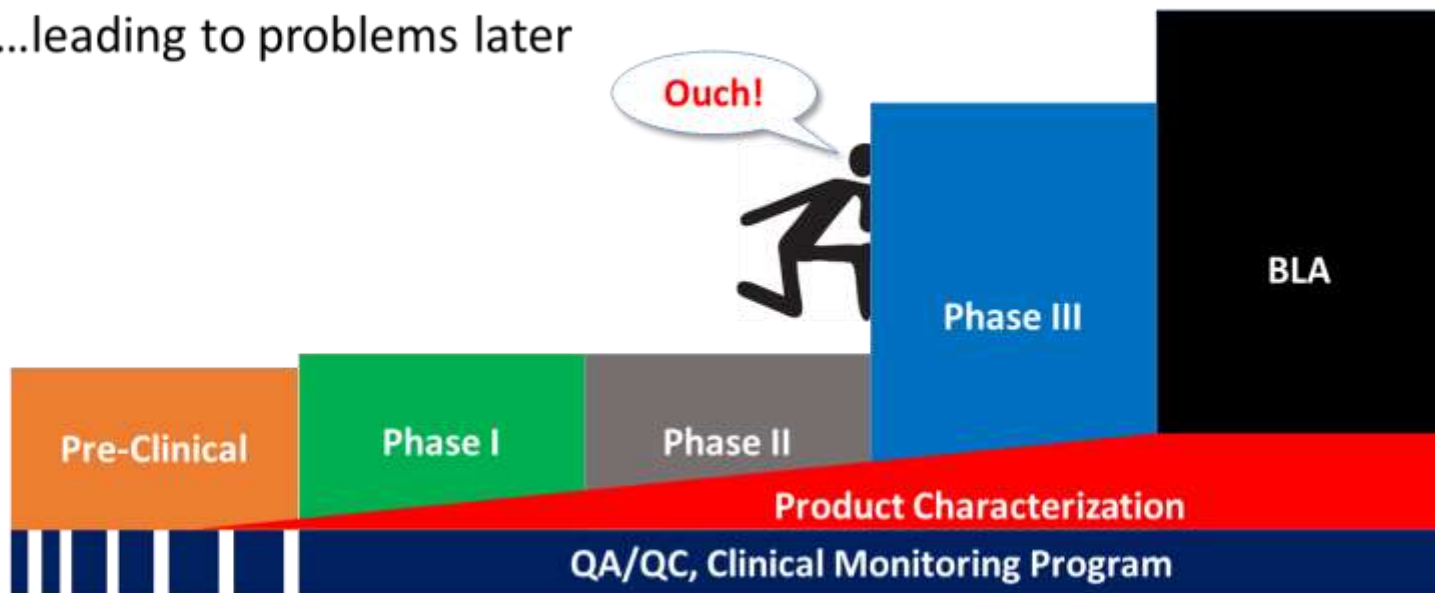 ...leading to problems later
Ouch!
BLA
Phase III
Pre-Clinical
Phase I
Phase II
Product Characterization
QA/QC, Clinical Monitoring Program